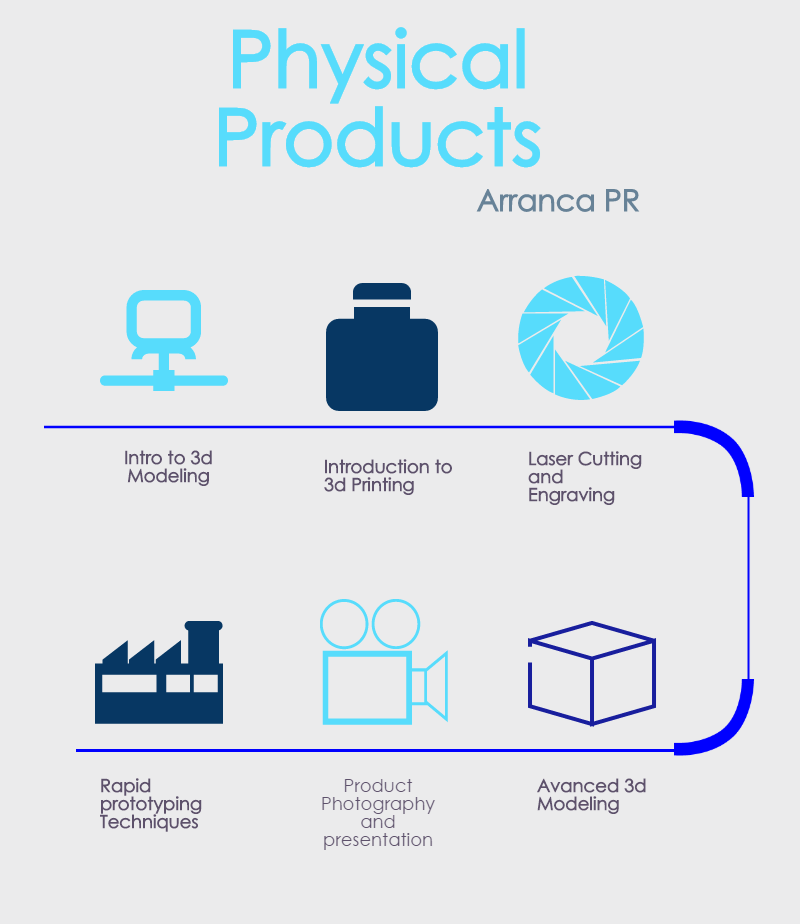 Physical
Products
Arranca PR
Intro to 3d
Modeling
Introduction to
3d Printing
Laser Cutting
and
Engraving
Rapid
prototyping
Techniques
Product
Photography
and
presentation
Avanced 3d
Modeling